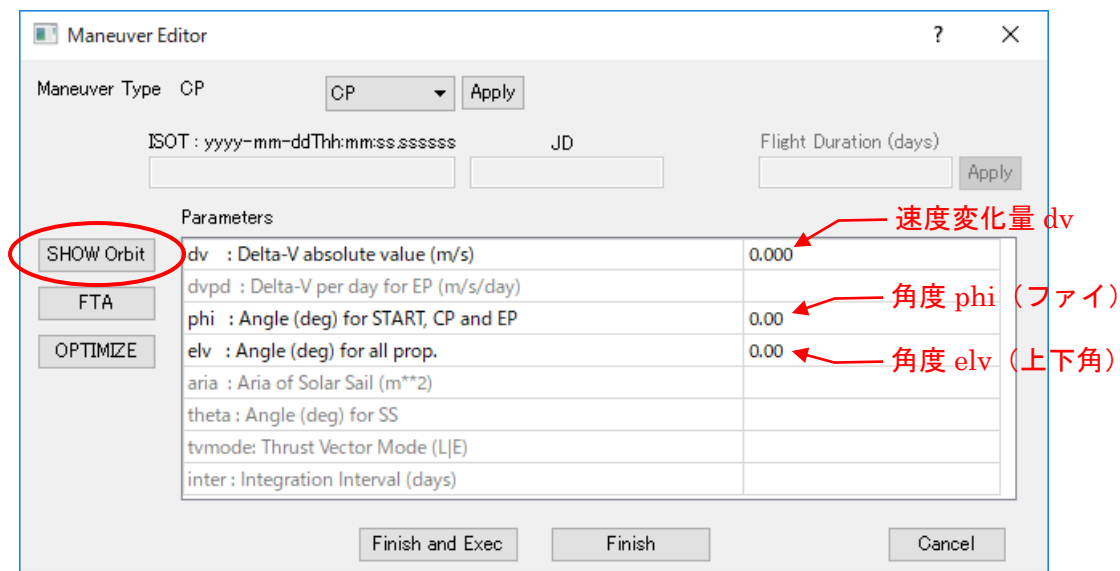 Maneuver Editor
?
Maneuver Type CP CP Apply
ISOT : yyyy-mm-ddThh:mm:ss.ssssss JD Flight Duration (days)
Apply
Parameters
速度変化量 dv
SHOW Orbit dv : Delta-V absolute value (m/s) 0.000
dvpd : Delta-V per day for EP (m/s/day)
角度 phi（ファイ）
FTA
phi : Angle (deg) for START, CP and EP 0.00
OPTIMIZE elv : Angle (deg) for all prop. 0.00
角度 elv（上下角）
aria : Aria of Solar Sail (m**2)
theta : Angle (deg) for SS
tvmode: Thrust Vector Mode (L|E)
inter : Integration Interval (days)
Finish and Exec Finish Cancel